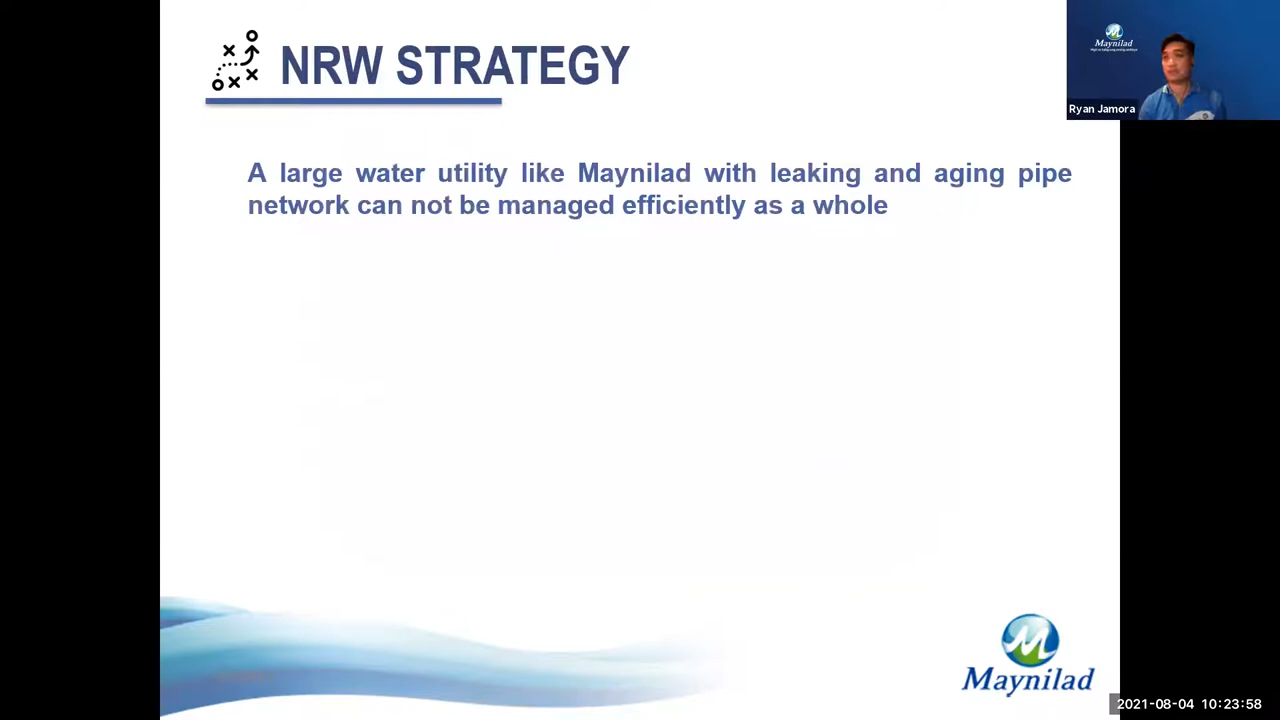 NRW STRATEGY
Maynilad
Ryan Jamora
A large water utility like Maynilad with leaking and aging pipe
network can not be managed efficiently as a whole
Maynilad
2021-08-04 10:23:58